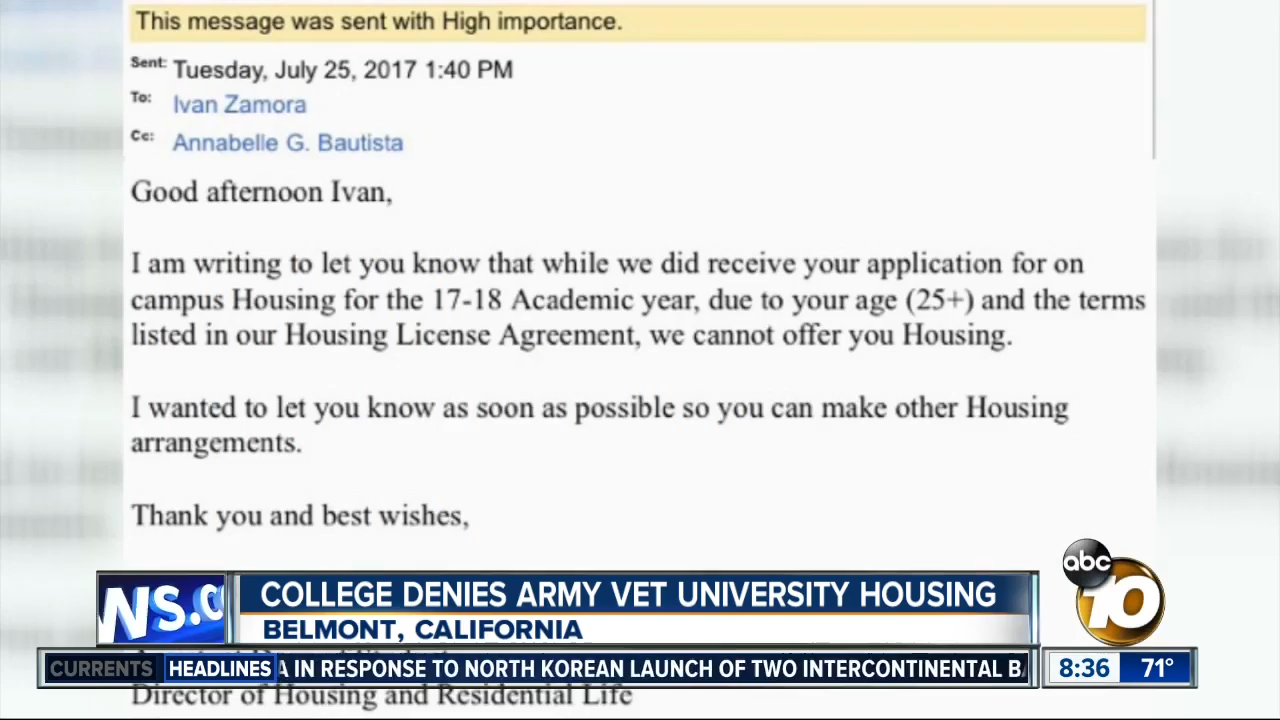 This message was sent with High importance.
Sent: Tuesday, July 25, 2017 1:40 PM
To: Ivan Zamora
Cc: Annabelle G. Bautista
Good afternoon Ivan,
I am writing to let you know that while we did receive your application for on
campus Housing for the 17-18 Academic year, due to your age (25+) and the terms
listed in our Housing License Agreement, we cannot offer you Housing.
I wanted to let you know as soon as possible so you can make other Housing
arrangements.
Thank you and best wishes,
abc
10
WS.C
COLLEGE DENIES ARMY VET UNIVERSITY HOUSING
BELMONT, CALIFORNIA
CURRENTS HEADLINES A IN RESPONSE TO NORTH KOREAN LAUNCH OF TWO INTERCONTINENTAL BA
8:36 71°
Director of Housing and Residential Life